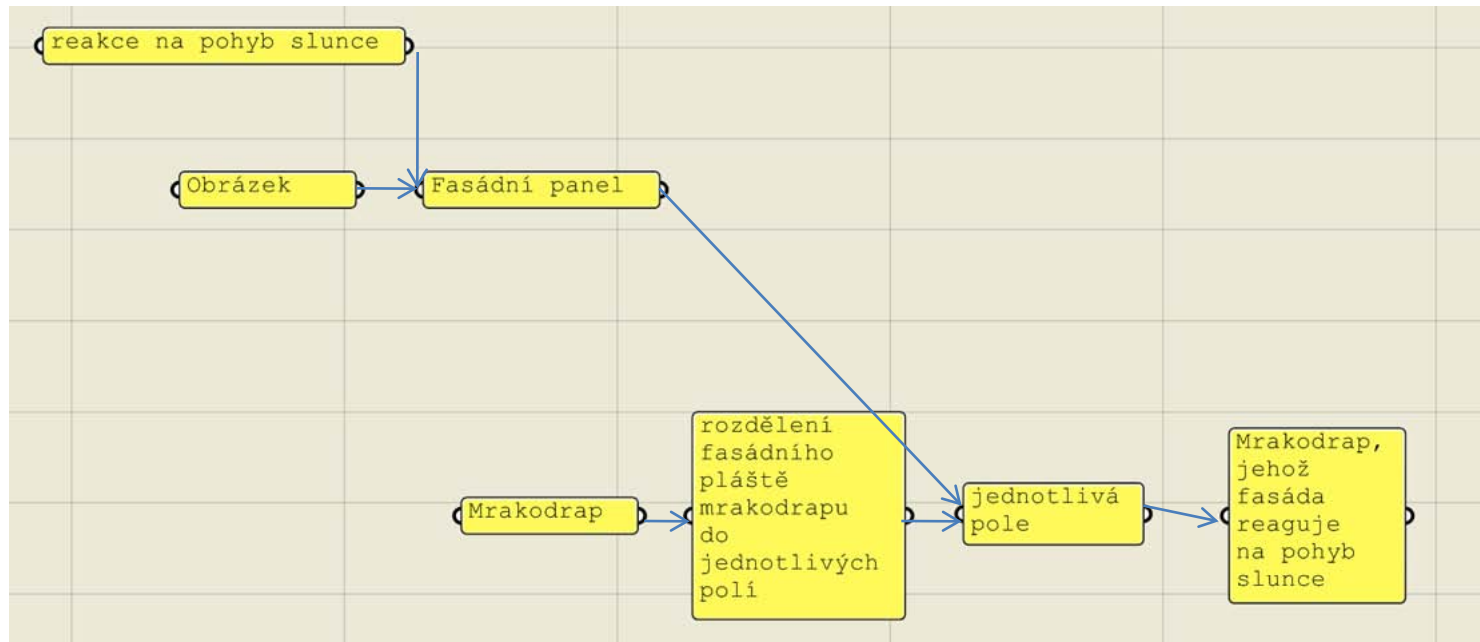 reakce na pohyb slunce
Obrázek
Fasádní panel
rozdělení
fasádního
pláště
mrakodrapu
do
jednotlivých
polí
Mrakodrap
jednotlivá
pole
Mrakodrap,
jehož
fasáda
reaguje
na pohyb
slunce